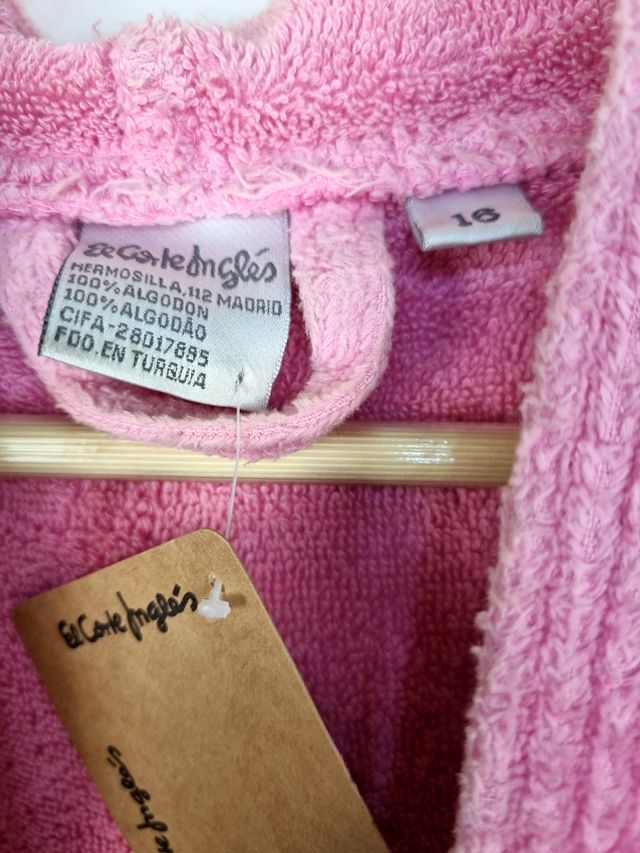 El Corte Inglés
HERMOSILLA, 112 MADRID
100% ALGODON
100% ALGODÃO
CIFA-28017895
FDO. EN TURQUIA
16
El Corte Inglés
El Corte Inglés